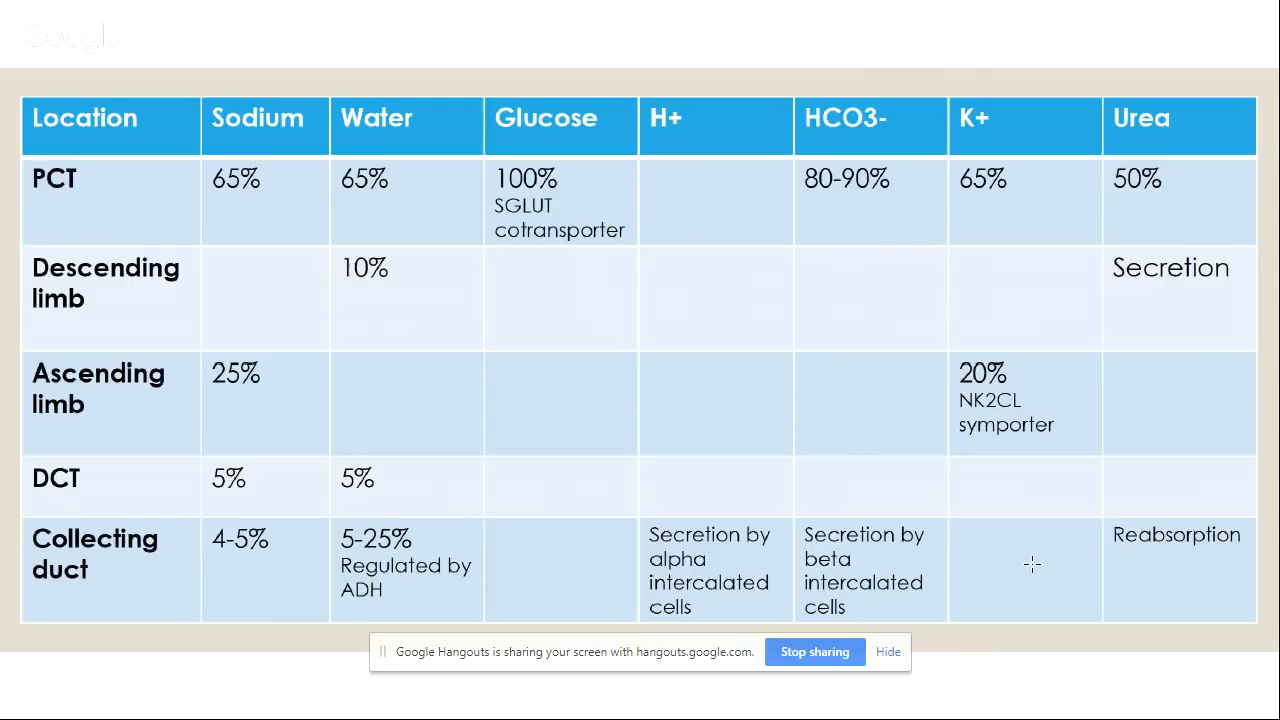 Google
Location Sodium Water Glucose H+ HCO3- K+ Urea
PCT 65% 65% 100% 80-90% 65% 50%
SGLUT
cotransporter
Descending 10% Secretion
limb
Ascending 25% 20%
limb NK2CL
symporter
DCT 5% 5%
Collecting 4-5% 5-25% Secretion by Secretion by Reabsorption
duct Regulated by alpha beta
ADH intercalated intercalated
cells cells
Google Hangouts is sharing your screen with hangouts.google.com. Stop sharing Hide